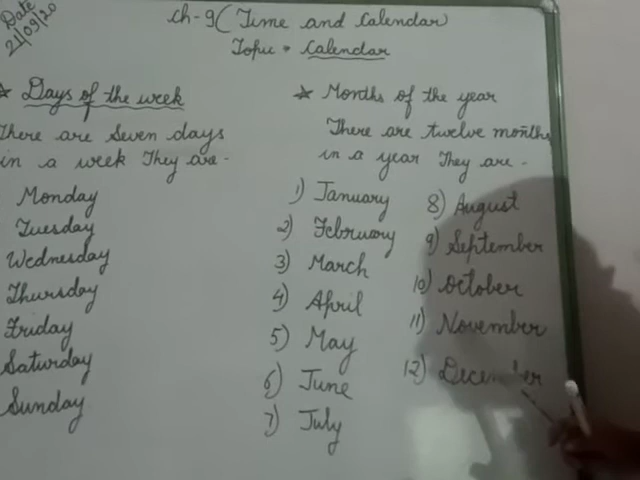 Date
21/09/20
Ch-9 (Time and Calendar
Topic - Calendar
* Days of the week
There are Seven days
in a week They are -
Monday
Tuesday
Wednesday
Thursday
Friday
Saturday
Sunday
* Months of the year
There are twelve months
in a year They are -
1) January
2) February
3) March
4) April
5) May
6) June
7) July
8) August
9) September
10) October
11) November
12) December